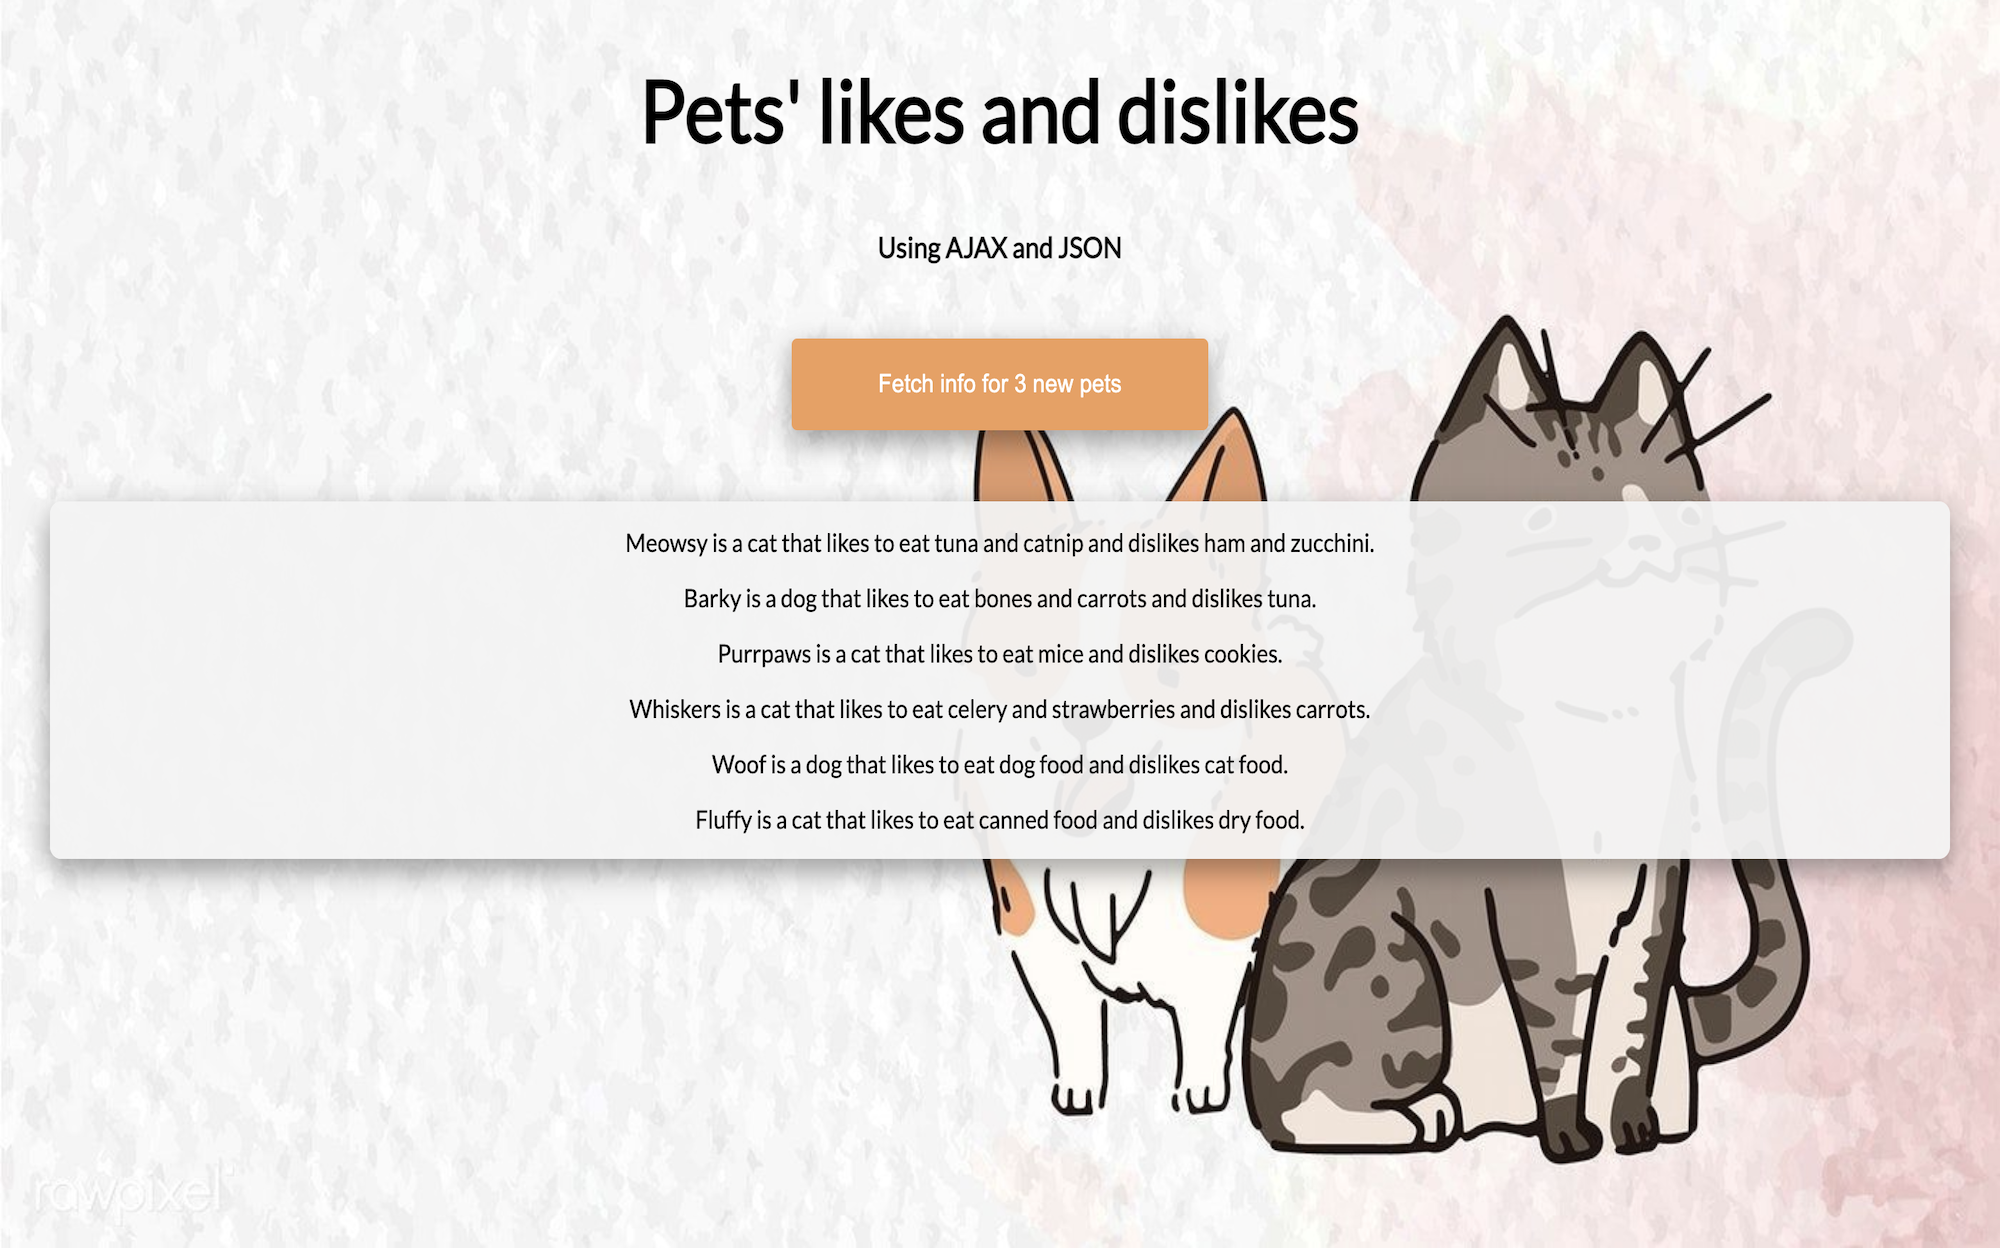 Pets' likes and dislikes
Using AJAX and JSON
Fetch info for 3 new pets
Meowsy is a cat that likes to eat tuna and catnip and dislikes ham and zucchini.
Barky is a dog that likes to eat bones and carrots and dislikes tuna.
Purrpaws is a cat that likes to eat mice and dislikes cookies.
Whiskers is a cat that likes to eat celery and strawberries and dislikes carrots.
Woof is a dog that likes to eat dog food and dislikes cat food.
Fluffy is a cat that likes to eat canned food and dislikes dry food.
rawpixel